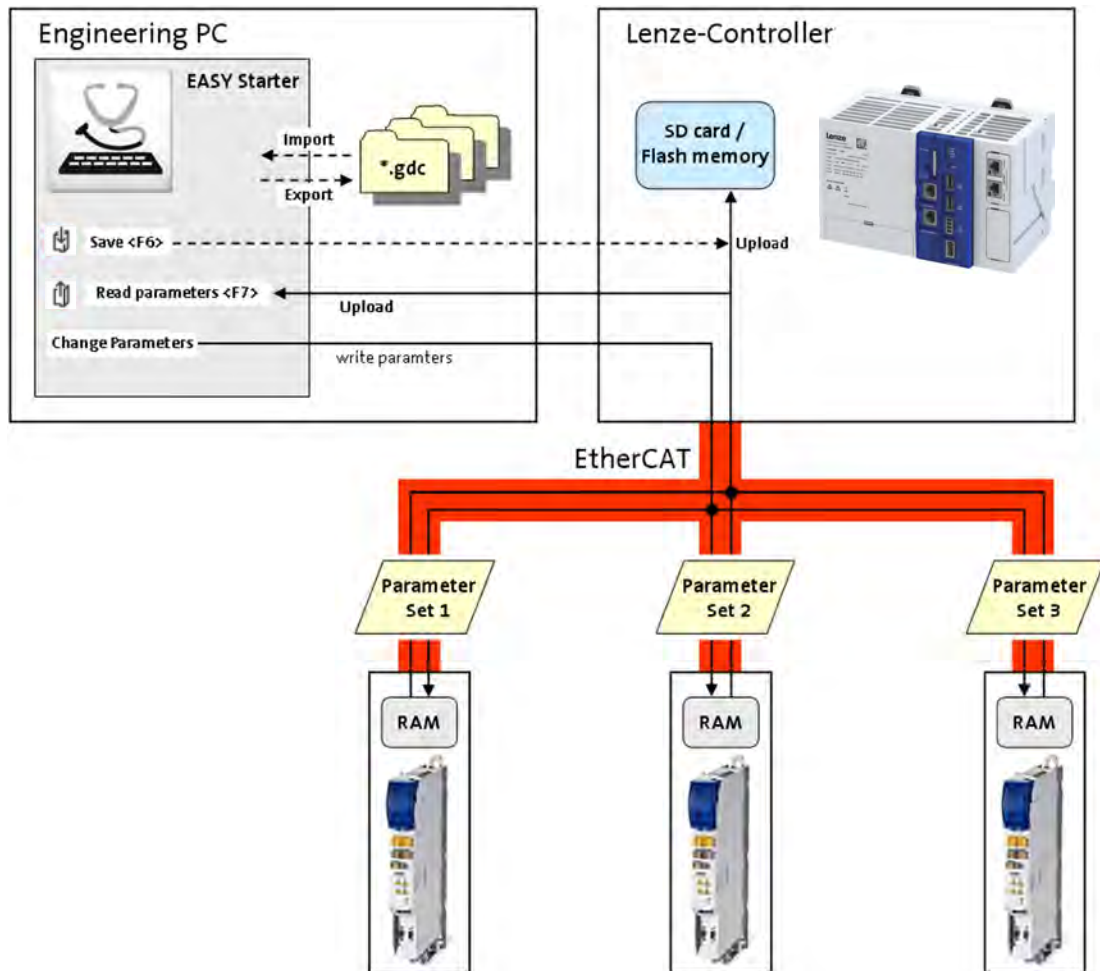 Engineering PC
EASY Starter
Import
*.gdc
Export
Save <F6>
Read parameters <F7>
Upload
Change Parameters
write paramters
Lenze-Controller
SD card /
Flash memory
Lenze
Upload
EtherCAT
Parameter
Set 1
Parameter
Set 2
Parameter
Set 3
RAM
RAM
RAM